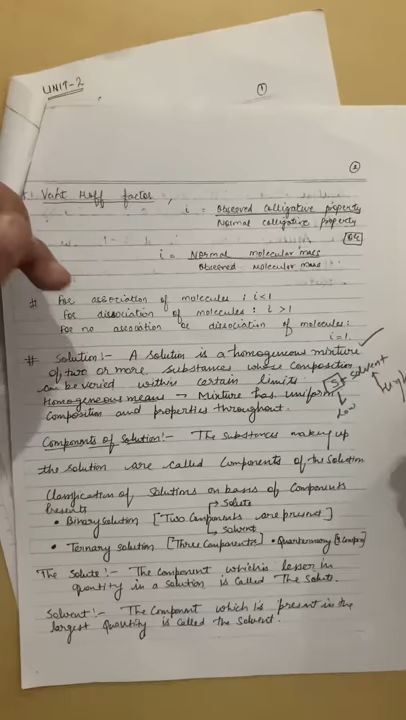 UNIT-2
1
2
Vant Hoff factor,
i = Observed colligative property
Normal colligative property
OR
i = Normal molecular mass
Observed molecular mass
# For association of molecules : i < 1
For dissociation of molecules : i > 1
For no association or dissociation of molecules:
i=1
# Solution:- A solution is a homogeneous mixture
of two or more substances whose composition
can be varied within certain limits.
S → Solvent
Homogeneous means → Mixture has uniform
Low
composition and properties throughout.
Components of Solution!- The Substances making up
the solution are called Components of the Solution
Classification of Solutions on basis of Components
Present
Solute
• Binary solution [Two Components are present]
Solvent
• Ternary solution [Three Components] •
The Solute:- The Component which is lesser in
quantity in a solution is called The Solute.
Solvent!- The Component which is present in the
largest quantity is called the Solvent.